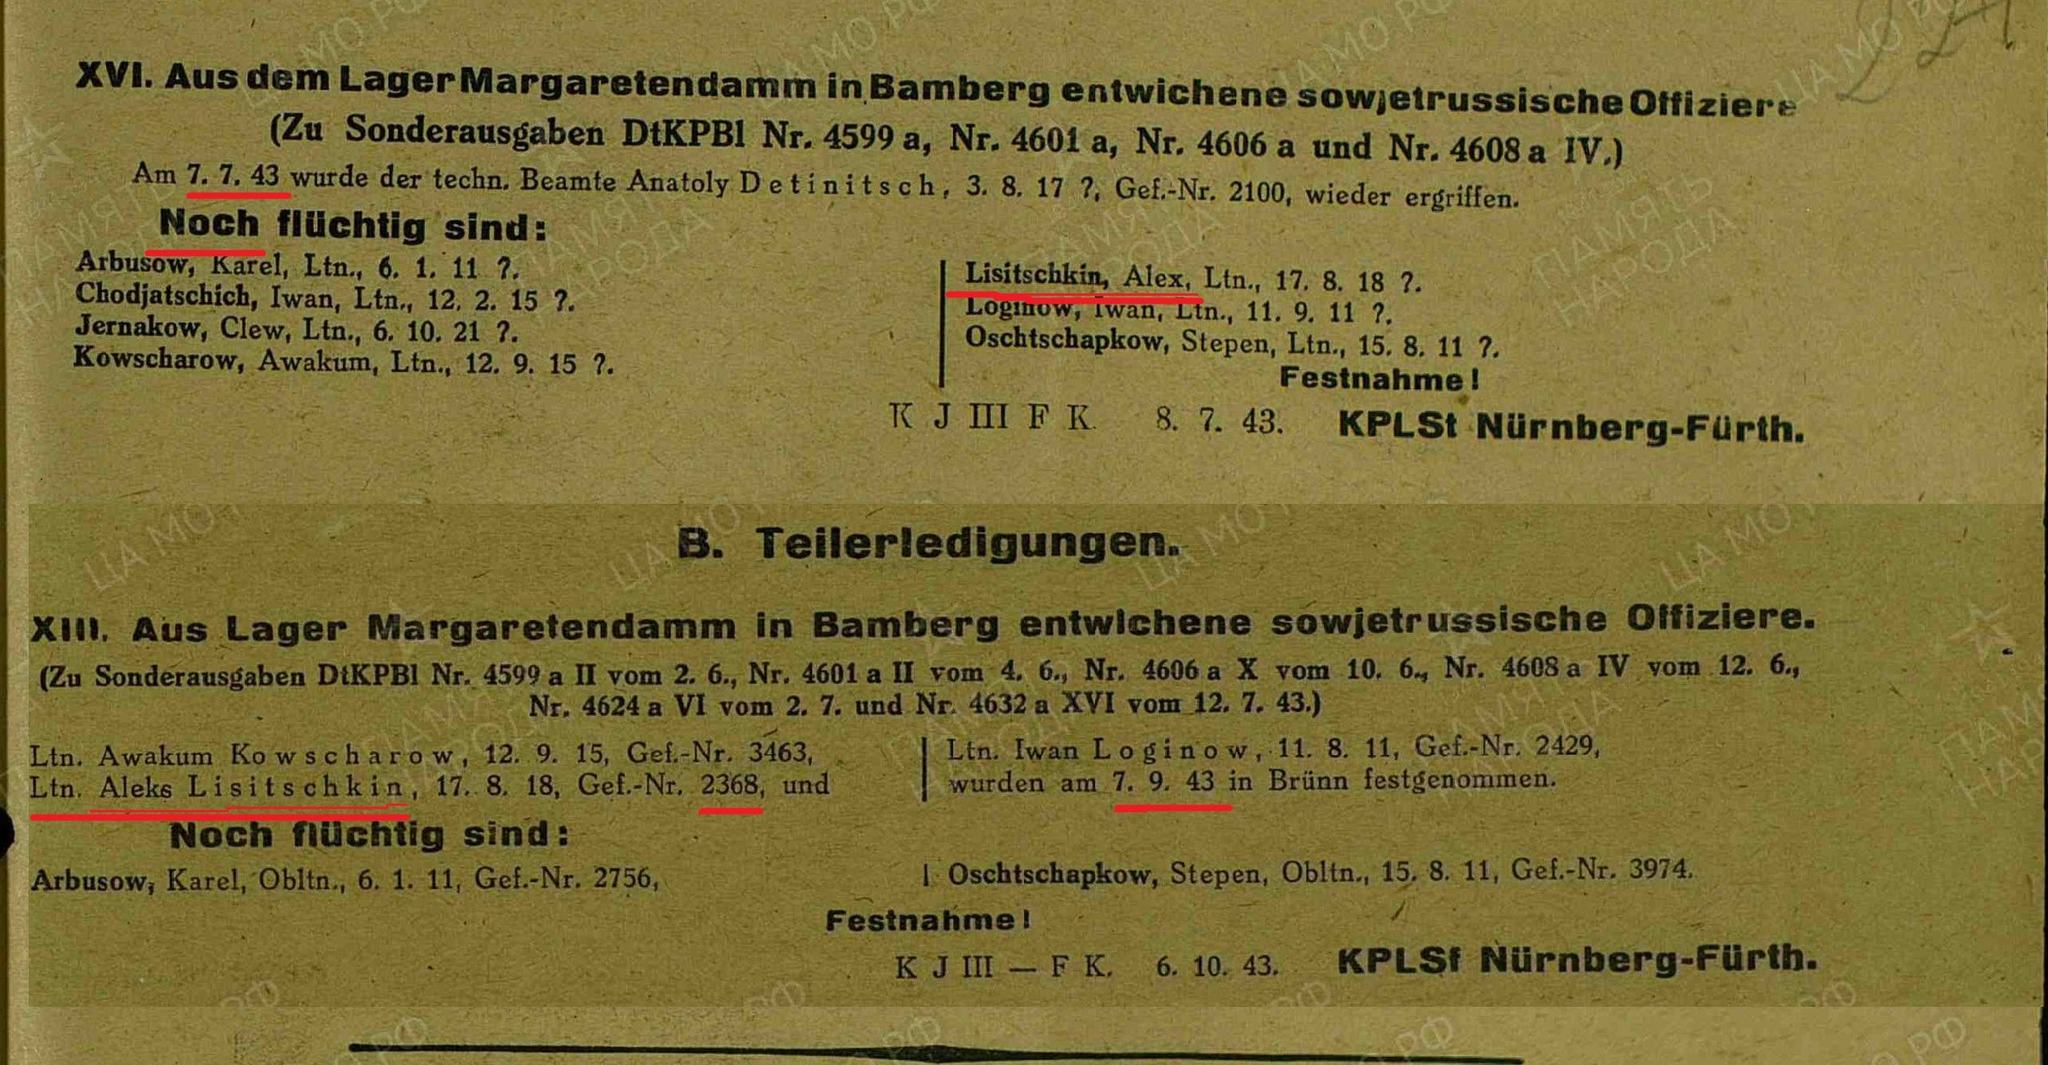 XVI. Aus dem Lager Margaretendamm in Bamberg entwichene sowjetrussische Offiziere
(Zu Sonderausgaben DtKPBl Nr. 4599 a, Nr. 4601 a, Nr. 4606 a und Nr. 4608 a IV.)
Am 7. 7. 43 wurde der techn. Beamte Anatoly Detinitsch, 3. 8. 17 ?, Gef.-Nr. 2100, wieder ergriffen.
Noch flüchtig sind:
Arbusow, Karel, Ltn., 6. 1. 11 ?.
Chodjatschich, Iwan, Ltn., 12. 2. 15 ?.
Jernakow, Clew, Ltn., 6. 10. 21 ?.
Kowscharow, Awakum, Ltn., 12. 9. 15 ?.
Lisitschkin, Alex, Ltn., 17. 8. 18 ?.
Loginow, Iwan, Ltn., 11. 9. 11 ?.
Oschtschapkow, Stepen, Ltn., 15. 8. 11 ?.
Festnahme!
K J III F K. 8. 7. 43. KPLSt Nürnberg-Fürth.
B. Teilerledigungen.
XIII. Aus Lager Margaretendamm in Bamberg entwichene sowjetrussische Offiziere.
(Zu Sonderausgaben DtKPBl Nr. 4599 a II vom 2. 6., Nr. 4601 a II vom 4. 6., Nr. 4606 a X vom 10. 6., Nr. 4608 a IV vom 12. 6.,
Nr. 4624 a VI vom 2. 7. und Nr. 4632 a XVI vom 12. 7. 43.)
Ltn. Awakum Kowscharow, 12. 9. 15, Gef.-Nr. 3463,
Ltn. Aleks Lisitschkin, 17. 8. 18, Gef.-Nr. 2368, und
Ltn. Iwan Loginow, 11. 8. 11, Gef.-Nr. 2429,
wurden am 7. 9. 43 in Brünn festgenommen.
Noch flüchtig sind:
Arbusow, Karel, Obltn., 6. 1. 11, Gef.-Nr. 2756,
Oschtschapkow, Stepen, Obltn., 15. 8. 11, Gef.-Nr. 3974.
Festnahme!
K J III — F K. 6. 10. 43. KPLSt Nürnberg-Fürth.
ЦА МО РФ
ПАМЯТЬ
НАРОДА